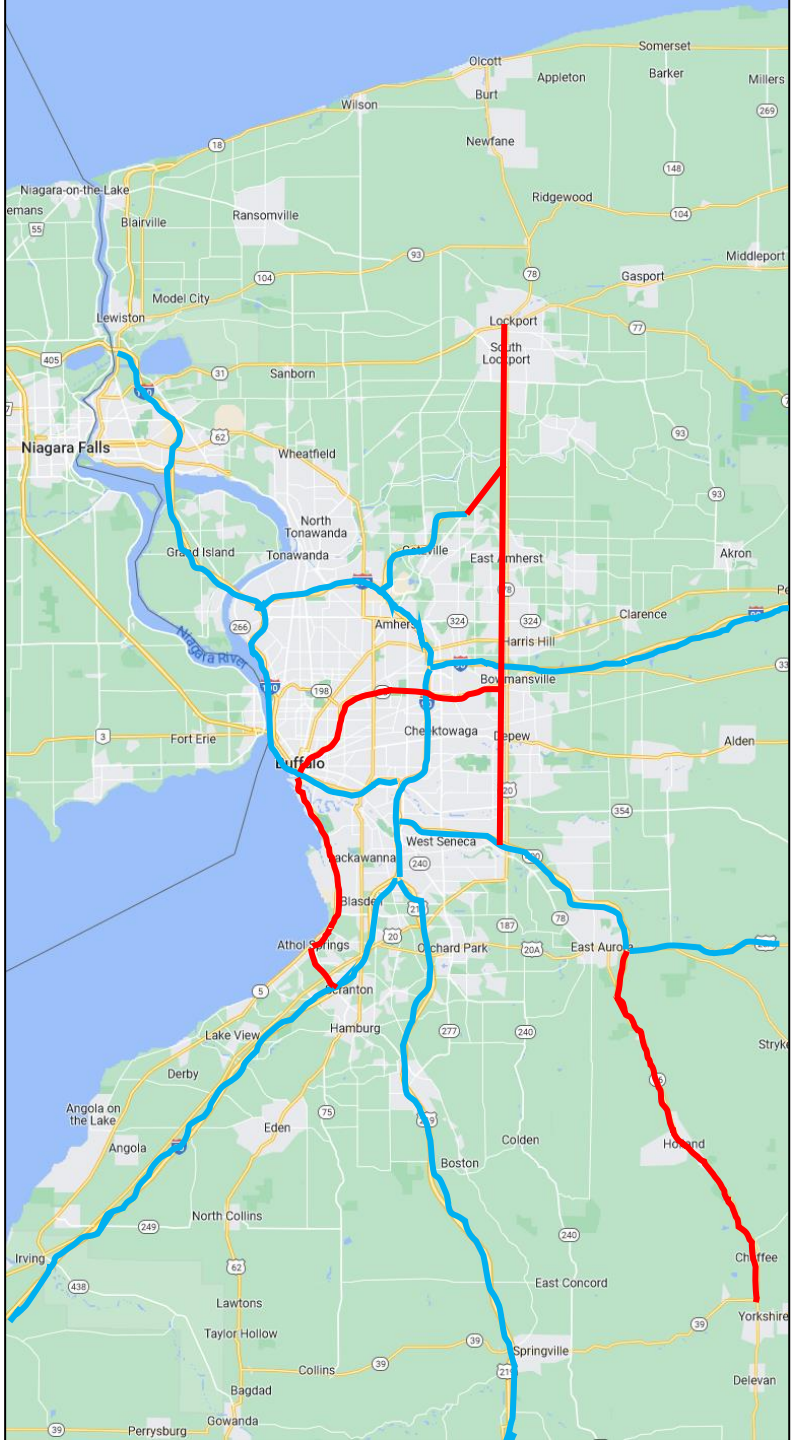 Somerset
Olcott
Appleton
Barker
Millers
Burt
Wilson
269
Newfane
18
148
Niagara-on-the-Lake
emans
Ridgewood
55
Blairville
Ransomville
104
93
Middleport
78
Gasport
104
Model City
Lewiston
Lockport
77
South
Lockport
405
31
Sanborn
62
93
Niagara Falls
Wheatfield
93
North
Tonawanda
Grand Island
Tonawanda
Getzville
East Amherst
Akron
78
Clarence
324
324
266
Amherst
Harris Hill
90
Niagara River
33
Bowmansville
190
198
3
Fort Erie
Cheektowaga
Depew
Alden
Buffalo
20
354
West Seneca
Lackawanna
240
Blasdell
219
187
78
20
Athol Springs
Orchard Park
20A
East Aurora
5
Scranton
Hamburg
277
240
Lake View
Stryke
Derby
16
Angola on
the Lake
75
Eden
219
Angola
Colden
Holland
Boston
North Collins
249
240
Irving
Chaffee
62
438
East Concord
Lawtons
Yorkshire
39
Taylor Hollow
39
Springville
Collins
39
219
Delevan
Bagdad
Gowanda
39
Perrysburg